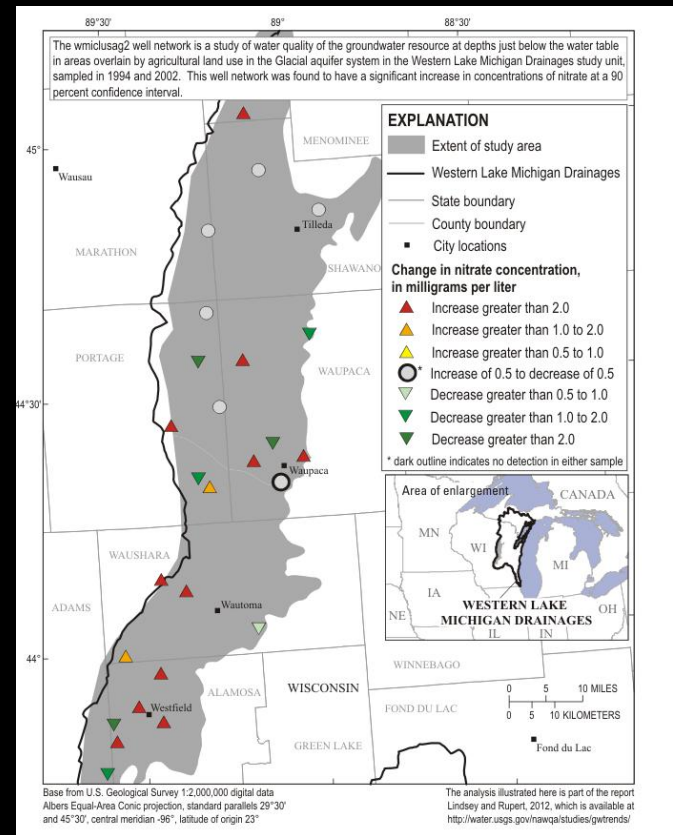 89°30'
89°
88°30'
The wmiclusag2 well network is a study of water quality of the groundwater resource at depths just below the water table
in areas overlain by agricultural land use in the Glacial aquifer system in the Western Lake Michigan Drainages study unit,
sampled in 1994 and 2002. This well network was found to have a significant increase in concentrations of nitrate at a 90
percent confidence interval.
EXPLANATION
Extent of study area
Western Lake Michigan Drainages
State boundary
County boundary
City locations
Change in nitrate concentration,
in milligrams per liter
Increase greater than 2.0
Increase greater than 1.0 to 2.0
Increase greater than 0.5 to 1.0
* Increase of 0.5 to decrease of 0.5
Decrease greater than 0.5 to 1.0
Decrease greater than 1.0 to 2.0
Decrease greater than 2.0
* dark outline indicates no detection in either sample
MENOMINEE
45°
Wausau
Tilleda
MARATHON
SHAWANO
PORTAGE
WAUPACA
44°30'
Waupaca
Area of enlargement
CANADA
MN
WI
MI
IA
NE
OH
WESTERN LAKE
MICHIGAN DRAINAGES
IL
IN
WAUSHARA
ADAMS
Wautoma
44°
WINNEBAGO
ALAMOSA
WISCONSIN
0 5 10 MILES
0 5 10 KILOMETERS
Westfield
FOND DU LAC
GREEN LAKE
Fond du Lac
Base from U.S. Geological Survey 1:2,000,000 digital data
Albers Equal-Area Conic projection, standard parallels 29°30'
and 45°30', central meridian -96°, latitude of origin 23°
The analysis illustrated here is part of the report
Lindsey and Rupert, 2012, which is available at
http://water.usgs.gov/nawqa/studies/gwtrends/